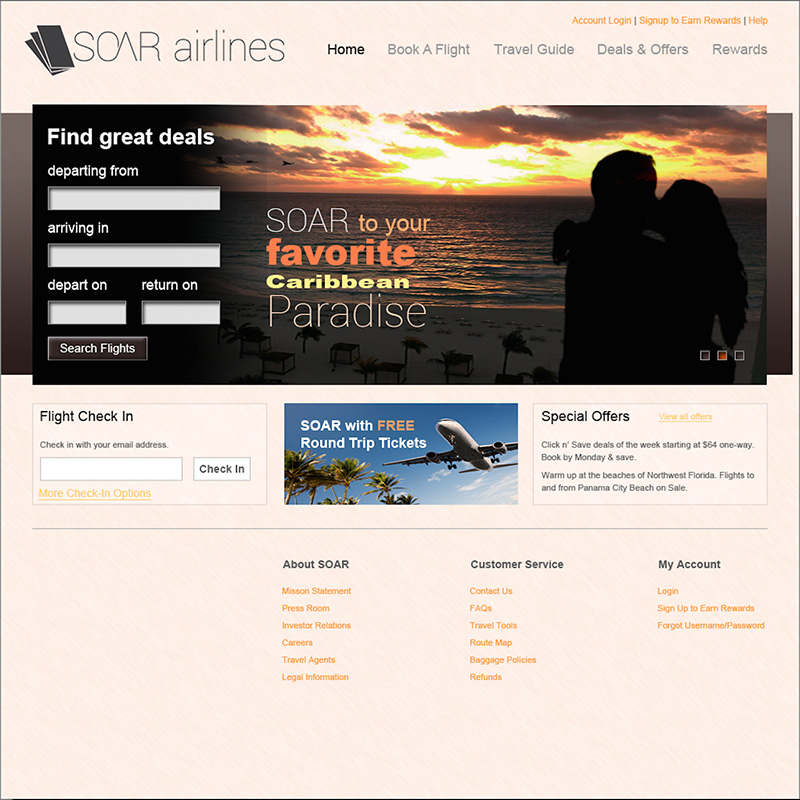 Account Login | Signup to Earn Rewards | Help
SOAR airlines
Home Book A Flight Travel Guide Deals & Offers Rewards
Find great deals
departing from
arriving in
depart on return on
Search Flights
SOAR to your
favorite
Caribbean
Paradise
Flight Check In
Check in with your email address.
Check In
More Check-In Options
SOAR with FREE
Round Trip Tickets
Special Offers View all offers
Click n' Save deals of the week starting at $64 one-way.
Book by Monday & save.
Warm up at the beaches of Northwest Florida. Flights to
and from Panama City Beach on Sale.
About SOAR
Misson Statement
Press Room
Investor Relations
Careers
Travel Agents
Legal Information
Customer Service
Contact Us
FAQs
Travel Tools
Route Map
Baggage Policies
Refunds
My Account
Login
Sign Up to Earn Rewards
Forgot Username/Password